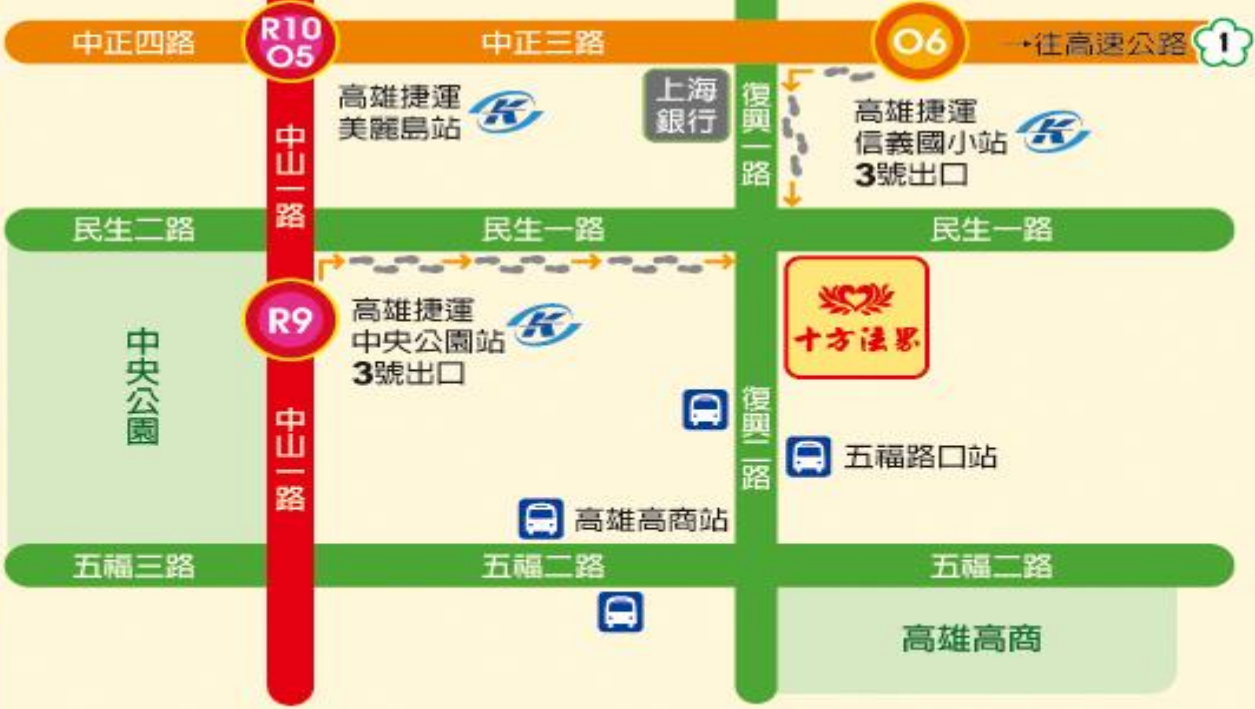 中正四路
R10
O5
中正三路
O6
→往高速公路
1
高雄捷運
美麗島站
上海
銀行
復興一路
高雄捷運
信義國小站
3號出口
中山一路
民生二路
民生一路
民生一路
R9
高雄捷運
中央公園站
3號出口
十方法界
中央公園
中山一路
復興二路
五福路口站
高雄高商站
五福三路
五福二路
五福二路
高雄高商